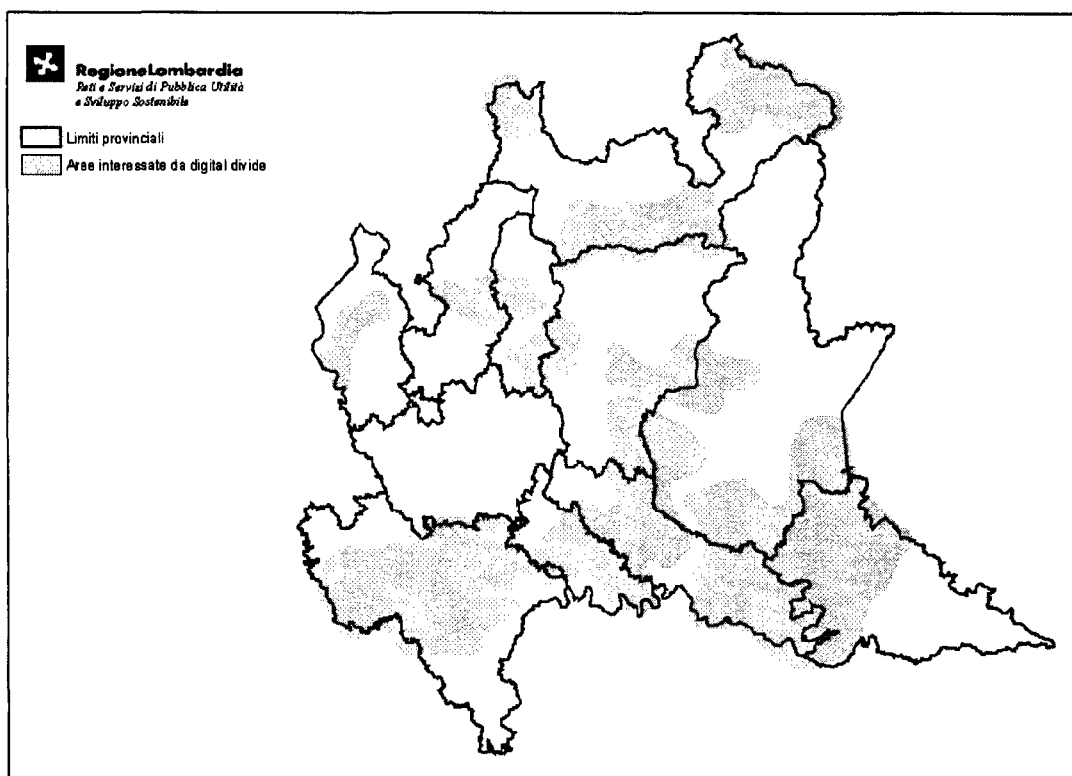 RegioneLombardia
Reti e Servizi di Pubblica Utilità
e Sviluppo Sostenibile
Limiti provinciali
Aree interessate da digital divide